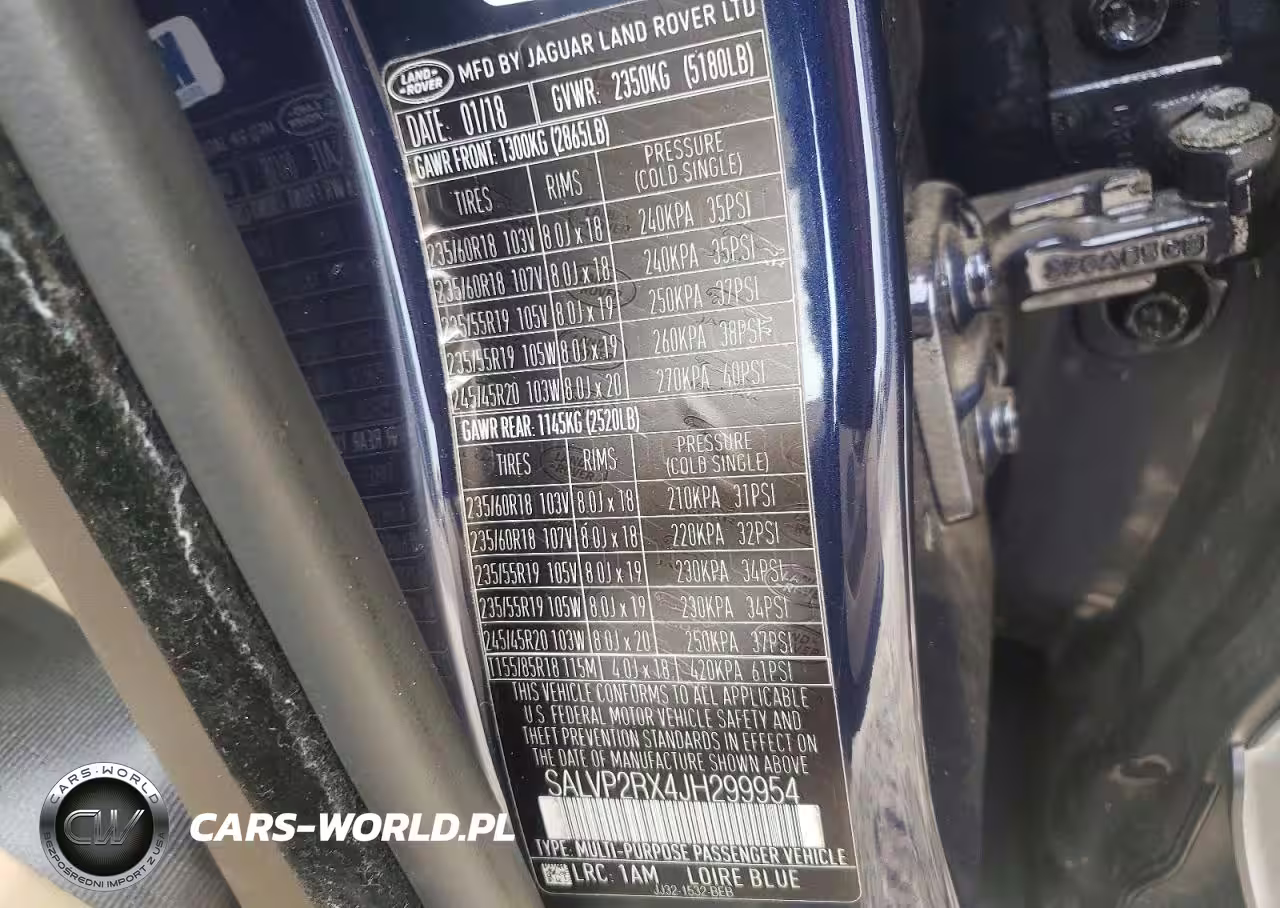 LAND ROVER MFD BY JAGUAR LAND ROVER LTD
DATE: 01/18 GVWR: 2350KG (5180LB)
GAWR FRONT: 1300KG (2865LB)
TIRES RIMS PRESSURE (COLD SINGLE)
235/60R18 103V 8.0J x 18 240KPA 35PSI
235/60R18 107V 8.0J x 18 240KPA 35PSI
235/55R19 105V 8.0J x 19 250KPA 37PSI
235/55R19 105W 8.0J x 19 260KPA 38PSI
245/45R20 103W 8.0J x 20 270KPA 40PSI
GAWR REAR: 1145KG (2520LB)
TIRES RIMS PRESSURE (COLD SINGLE)
235/60R18 103V 8.0J x 18 210KPA 31PSI
235/60R18 107V 8.0J x 18 220KPA 32PSI
235/55R19 105V 8.0J x 19 230KPA 34PSI
235/55R19 105W 8.0J x 19 230KPA 34PSI
245/45R20 103W 8.0J x 20 250KPA 37PSI
T155/85R18 115M 4.0J x 18 420KPA 61PSI
THIS VEHICLE CONFORMS TO ALL APPLICABLE
U.S. FEDERAL MOTOR VEHICLE SAFETY AND
THEFT PREVENTION STANDARDS IN EFFECT ON
THE DATE OF MANUFACTURE SHOWN ABOVE
SALVP2RX4JH299954
TYPE: MULTI-PURPOSE PASSENGER VEHICLE
LRC: 1AM LOIRE BLUE
JJ32-1532-BEB
CARS-WORLD
CW
BEZPOŚREDNI IMPORT Z USA
CARS-WORLD.PL